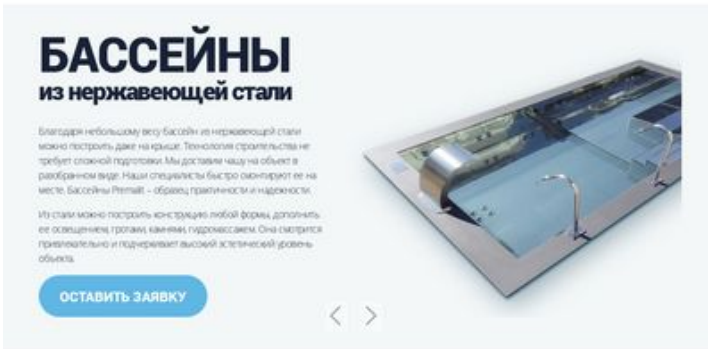 БАССЕЙНЫ
из нержавеющей стали
Благодаря небольшому весу бассейн из нержавеющей стали
можно построить даже на крыше. Технология строительства не
требует сложной подготовки. Мы доставим чашу на объект в
разобранном виде. Наши специалисты быстро смонтируют ее на
месте. Бассейны Premalit – образец практичности и надежности.
Из стали можно построить конструкцию любой формы, дополнить
ее освещением, гротами, камнями, гидромассажем. Она смотрится
привлекательно и подчеркивает высокий эстетический уровень
объекта.
ОСТАВИТЬ ЗАЯВКУ